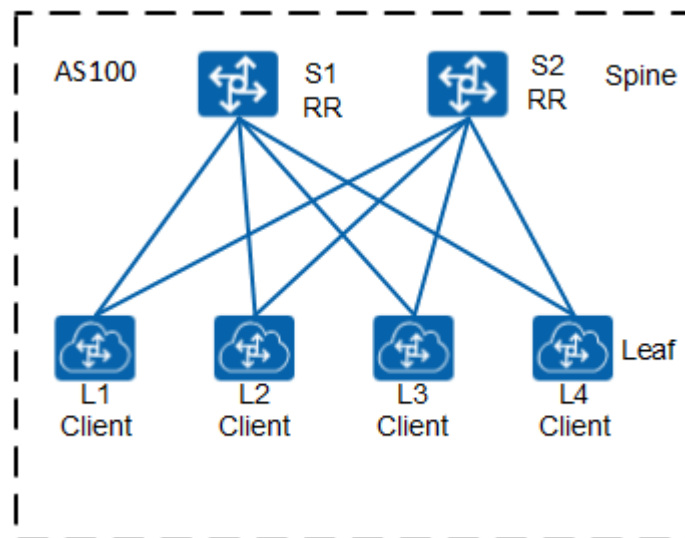 AS100
S1
RR
S2
RR
Spine
L1
Client
L2
Client
L3
Client
L4
Client
Leaf